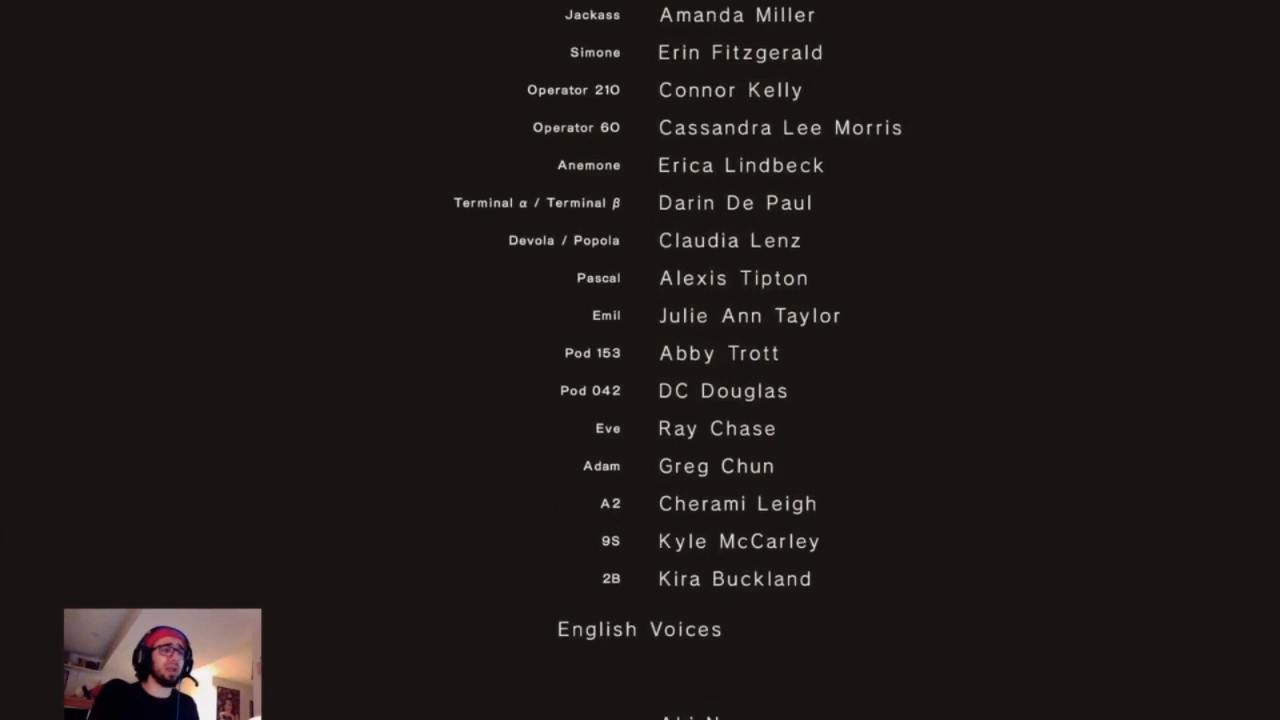 Jackass Amanda Miller
Simone Erin Fitzgerald
Operator 21O Connor Kelly
Operator 6O Cassandra Lee Morris
Anemone Erica Lindbeck
Terminal α / Terminal β Darin De Paul
Devola / Popola Claudia Lenz
Pascal Alexis Tipton
Emil Julie Ann Taylor
Pod 153 Abby Trott
Pod 042 DC Douglas
Eve Ray Chase
Adam Greg Chun
A2 Cherami Leigh
9S Kyle McCarley
2B Kira Buckland
English Voices